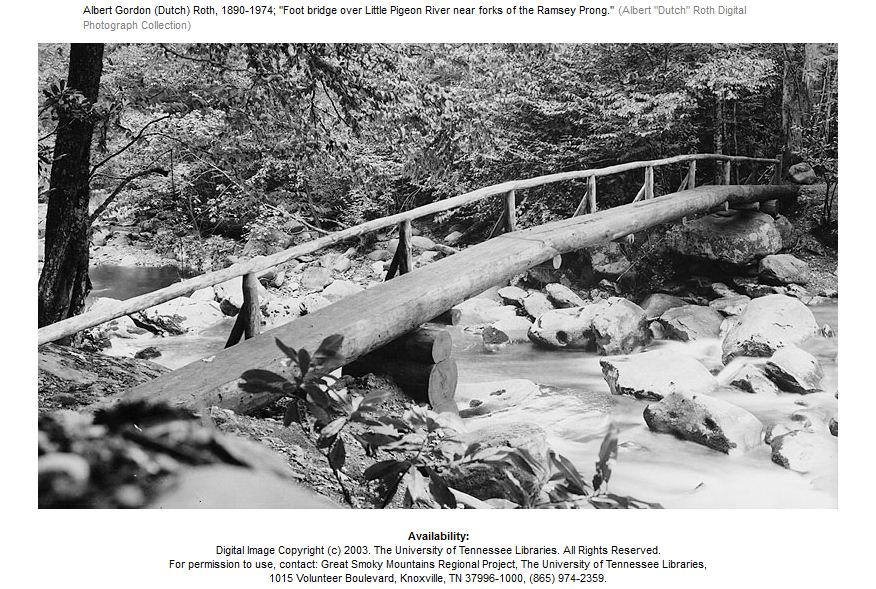 Albert Gordon (Dutch) Roth, 1890-1974; "Foot bridge over Little Pigeon River near forks of the Ramsey Prong." (Albert "Dutch" Roth Digital
Photograph Collection)
Availability:
Digital Image Copyright (c) 2003. The University of Tennessee Libraries. All Rights Reserved.
For permission to use, contact: Great Smoky Mountains Regional Project, The University of Tennessee Libraries,
1015 Volunteer Boulevard, Knoxville, TN 37996-1000, (865) 974-2359.